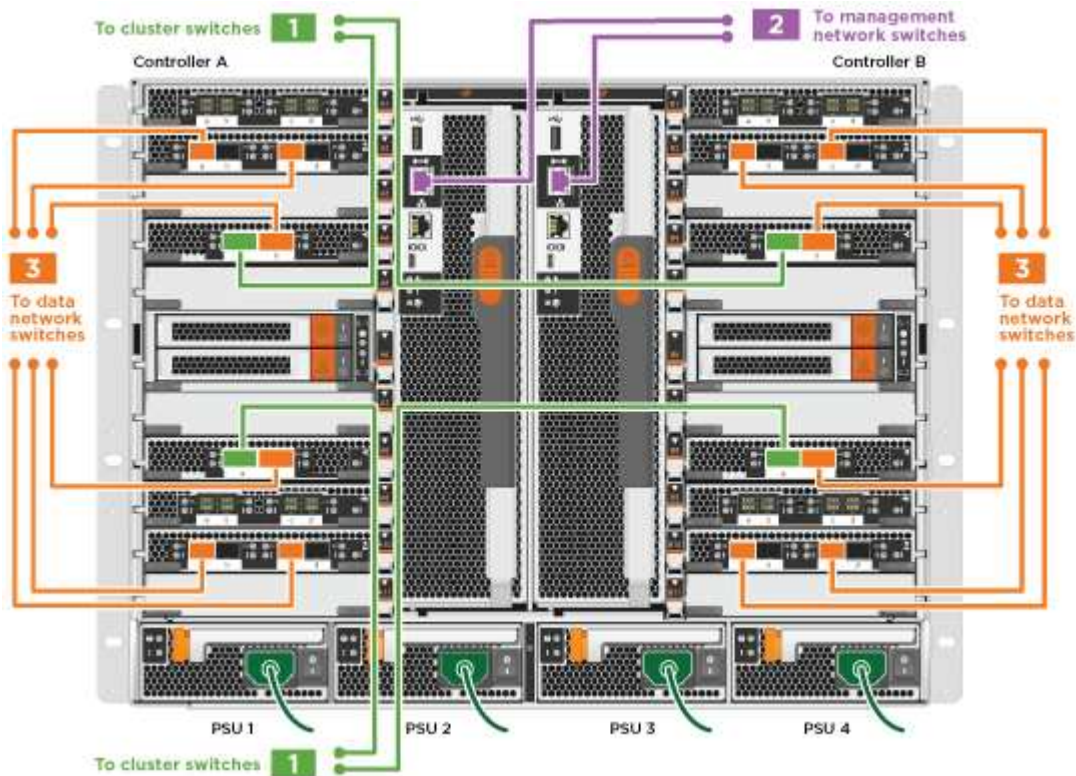 To cluster switches 1
2 To management
network switches
Controller A
Controller B
3
To data
network
switches
3
To data
network
switches
PSU 1
PSU 2
PSU 3
PSU 4
To cluster switches 1